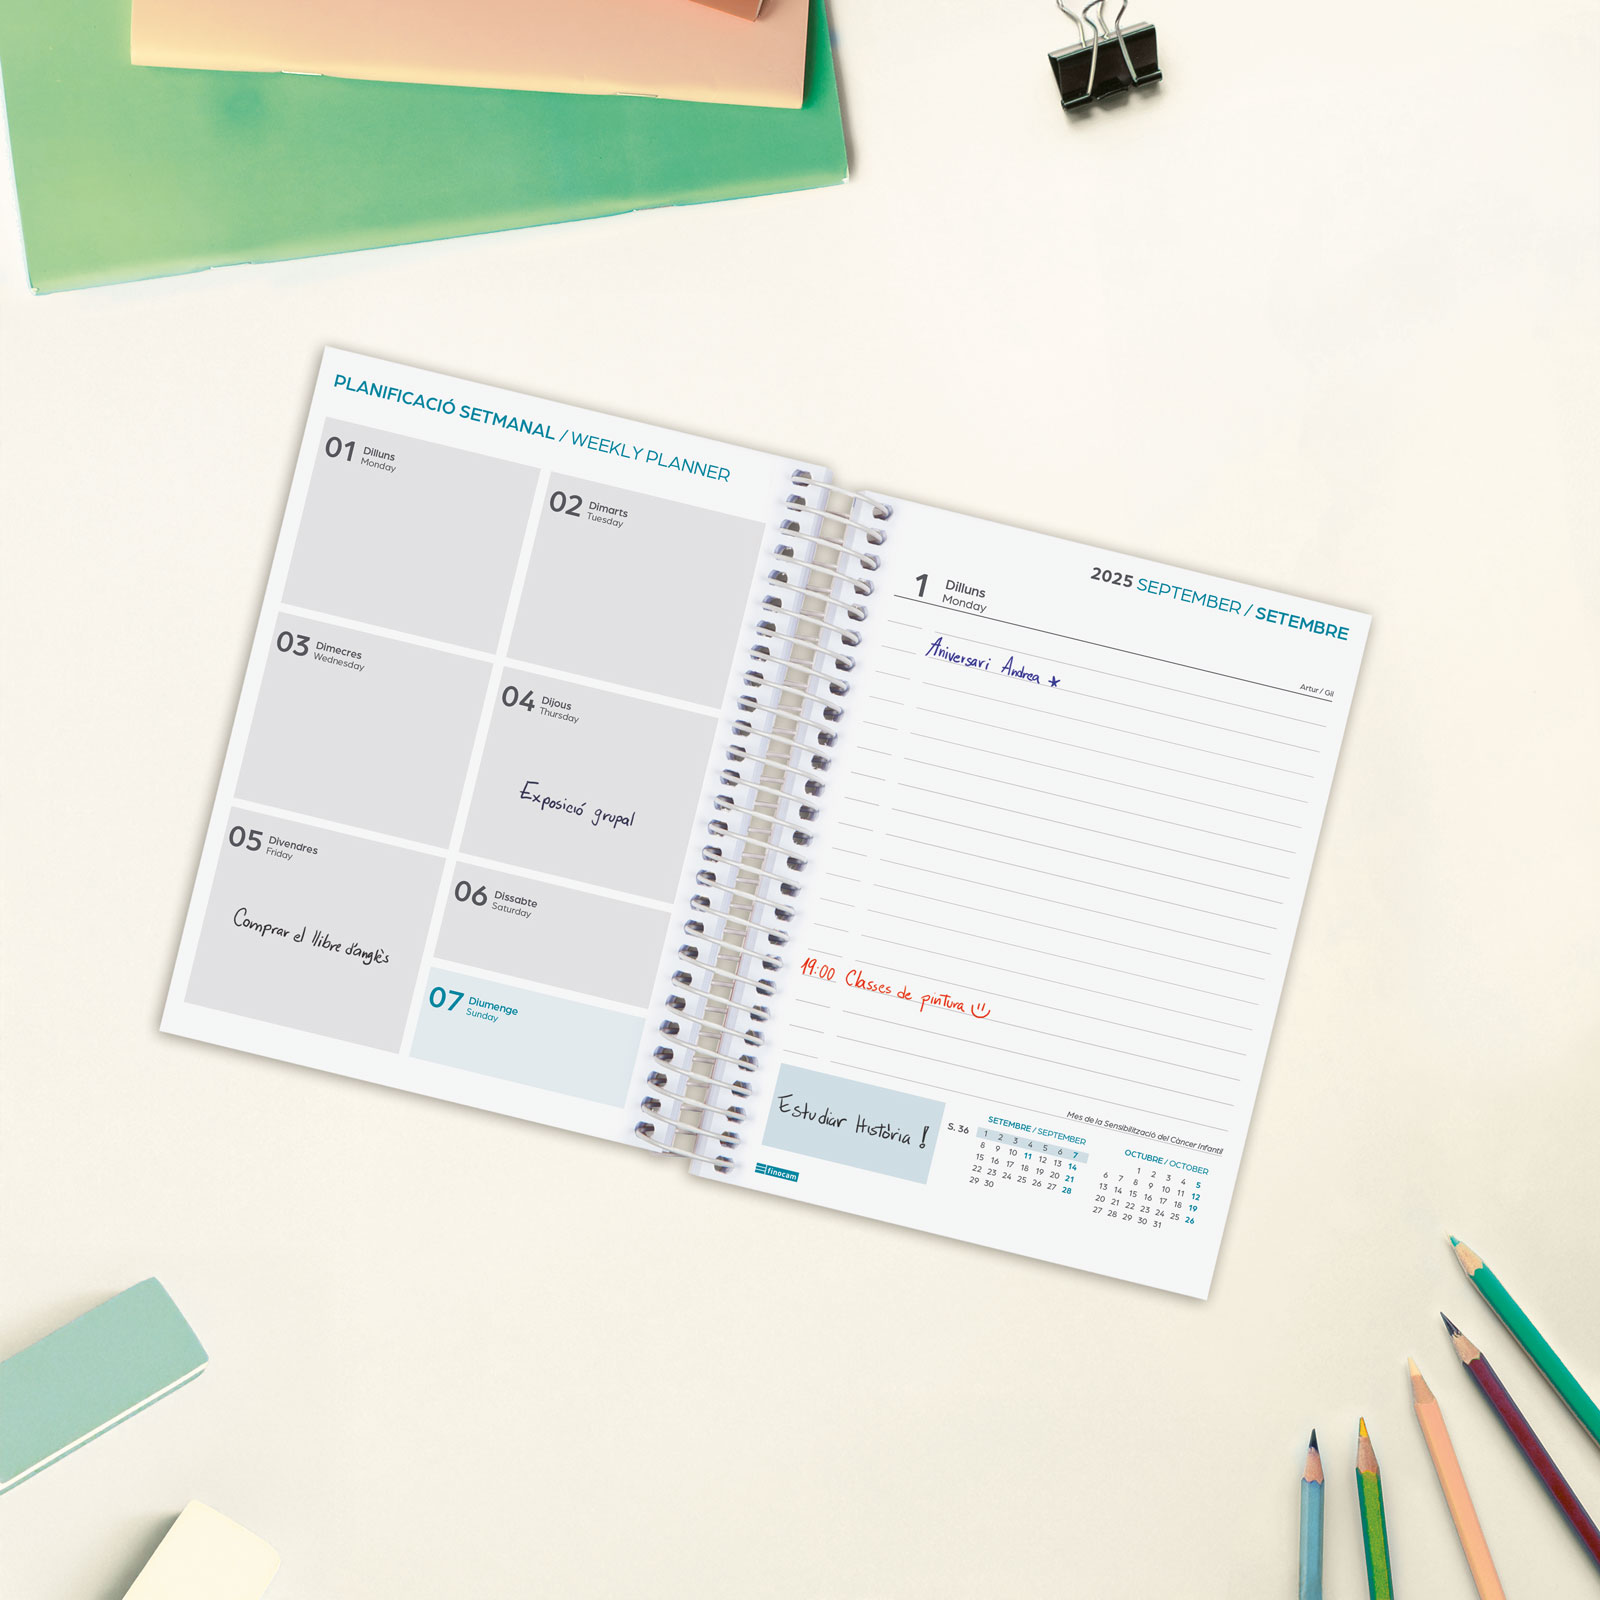 PLANIFICACIÓ SETMANAL / WEEKLY PLANNER
01 Dilluns
Monday
02 Dimarts
Tuesday
03 Dimecres
Wednesday
04 Dijous
Thursday
Exposició grupal
05 Divendres
Friday
Comprar el llibre d'anglès
06 Dissabte
Saturday
07 Diumenge
Sunday
2025 SEPTEMBER / SETEMBRE
1 Dilluns
Monday
Artur / Gil
Aniversari Andrea ★
19:00 Classes de pintura
Estudiar Història !
finocam
Mes de la Sensibilització del Càncer Infantil
S. 36
SETEMBRE / SEPTEMBER
1 2 3 4 5 6 7
8 9 10 11 12 13 14
15 16 17 18 19 20 21
22 23 24 25 26 27 28
29 30
OCTUBRE / OCTOBER
1 2 3 4 5
6 7 8 9 10 11 12
13 14 15 16 17 18 19
20 21 22 23 24 25 26
27 28 29 30 31